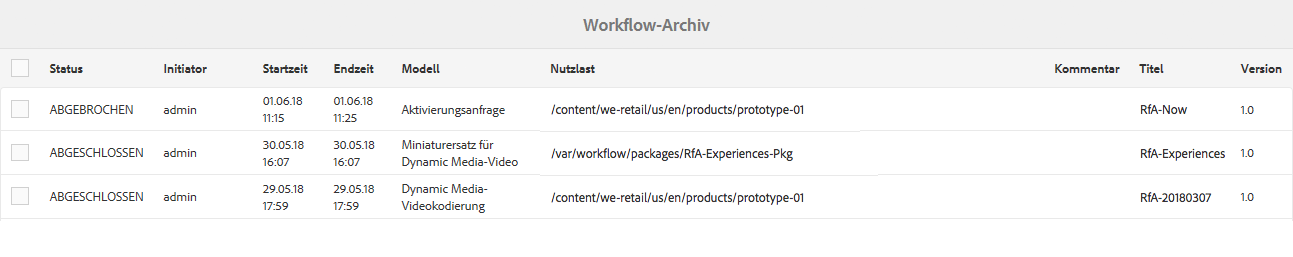 Workflow-Archiv
Status Initiator Startzeit Endzeit Modell Nutzlast Kommentar Titel Version
ABGEBROCHEN admin 01.06.18 11:15 01.06.18 11:25 Aktivierungsanfrage /content/we-retail/us/en/products/prototype-01 RfA-Now 1.0
ABGESCHLOSSEN admin 30.05.18 16:07 30.05.18 16:07 Miniaturersatz für Dynamic Media-Video /var/workflow/packages/RfA-Experiences-Pkg RfA-Experiences 1.0
ABGESCHLOSSEN admin 29.05.18 17:59 29.05.18 17:59 Dynamic Media-Videokodierung /content/we-retail/us/en/products/prototype-01 RfA-20180307 1.0